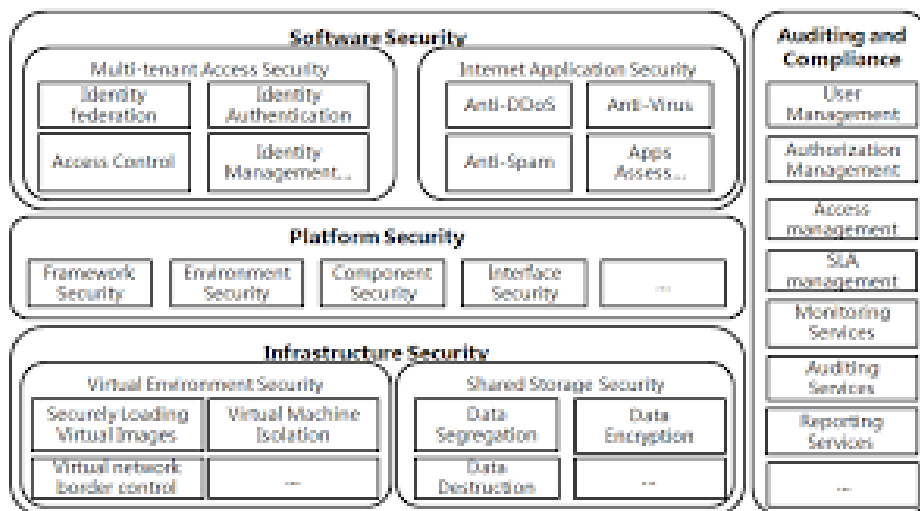 Software Security
Multi-tenant Access Security
Identity
federation
Identity
Authentication
Access Control
Identity
Management...
Internet Application Security
Anti-DDoS
Anti-Virus
Anti-Spam
Apps
Assess...
Platform Security
Framework
Security
Environment
Security
Component
Security
Interface
Security
...
Infrastructure Security
Virtual Environment Security
Securely Loading
Virtual Images
Virtual Machine
Isolation
Virtual network
border control
...
Shared Storage Security
Data
Segregation
Data
Encryption
Data
Destruction
...
Auditing and
Compliance
User
Management
Authorization
Management
Access
management
SLA
management
Monitoring
Services
Auditing
Services
Reporting
Services
...